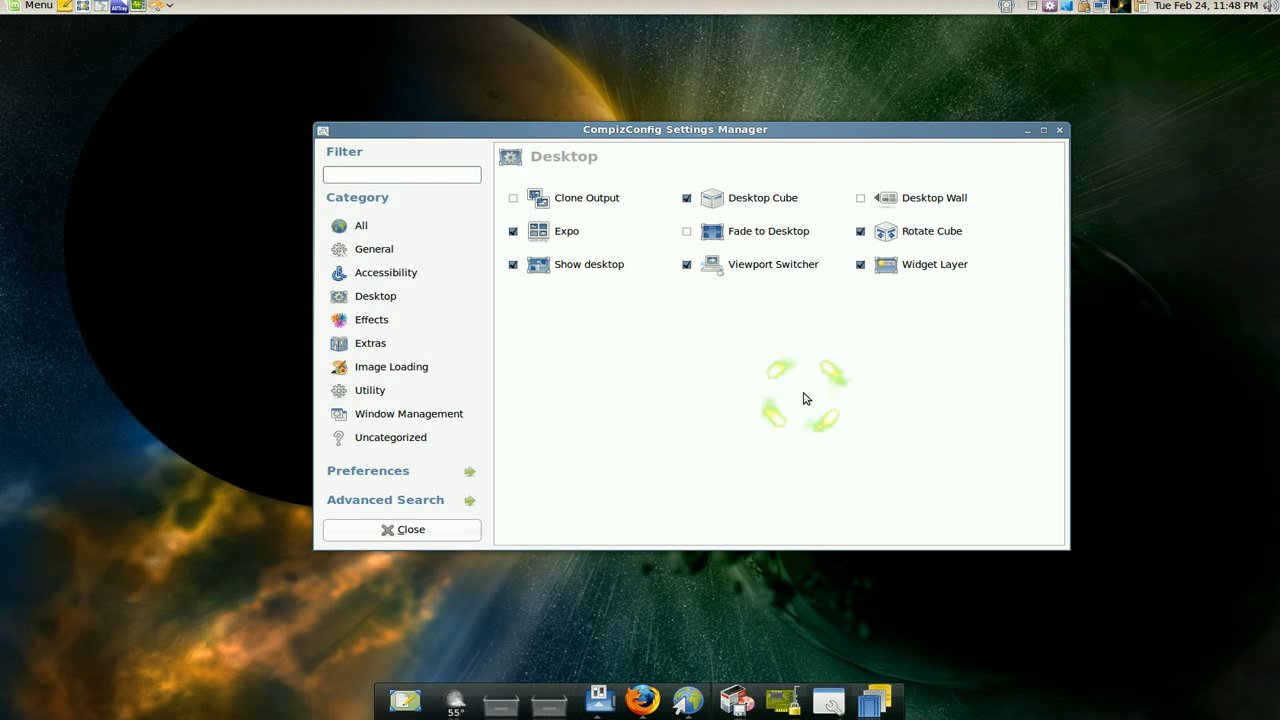 Menu
AllTray
Tue Feb 24, 11:48 PM
CompizConfig Settings Manager
Filter
Category
All
General
Accessibility
Desktop
Effects
Extras
Image Loading
Utility
Window Management
Uncategorized
Preferences
Advanced Search
Close
Desktop
Clone Output Desktop Cube Desktop Wall
Expo Fade to Desktop Rotate Cube
Show desktop Viewport Switcher Widget Layer
55°